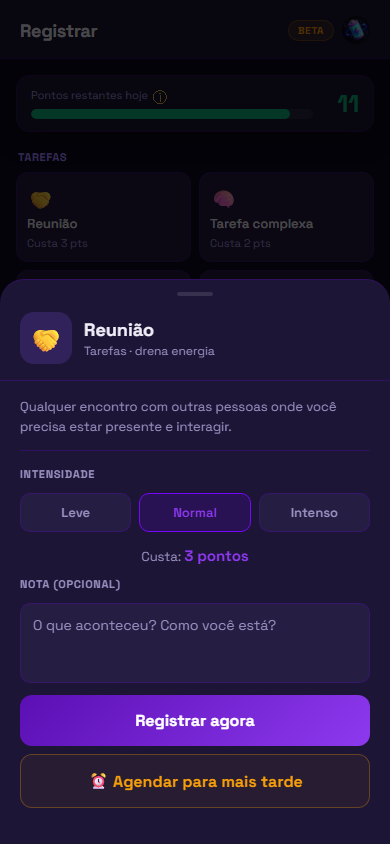 Registrar
BETA
Pontos restantes hoje
11
TAREFAS
Reunião
Custa 3 pts
Tarefa complexa
Custa 2 pts
Reunião
Tarefas · drena energia
Qualquer encontro com outras pessoas onde você
precisa estar presente e interagir.
INTENSIDADE
Leve
Normal
Intenso
Custa: 3 pontos
NOTA (OPCIONAL)
O que aconteceu? Como você está?
Registrar agora
⏰ Agendar para mais tarde